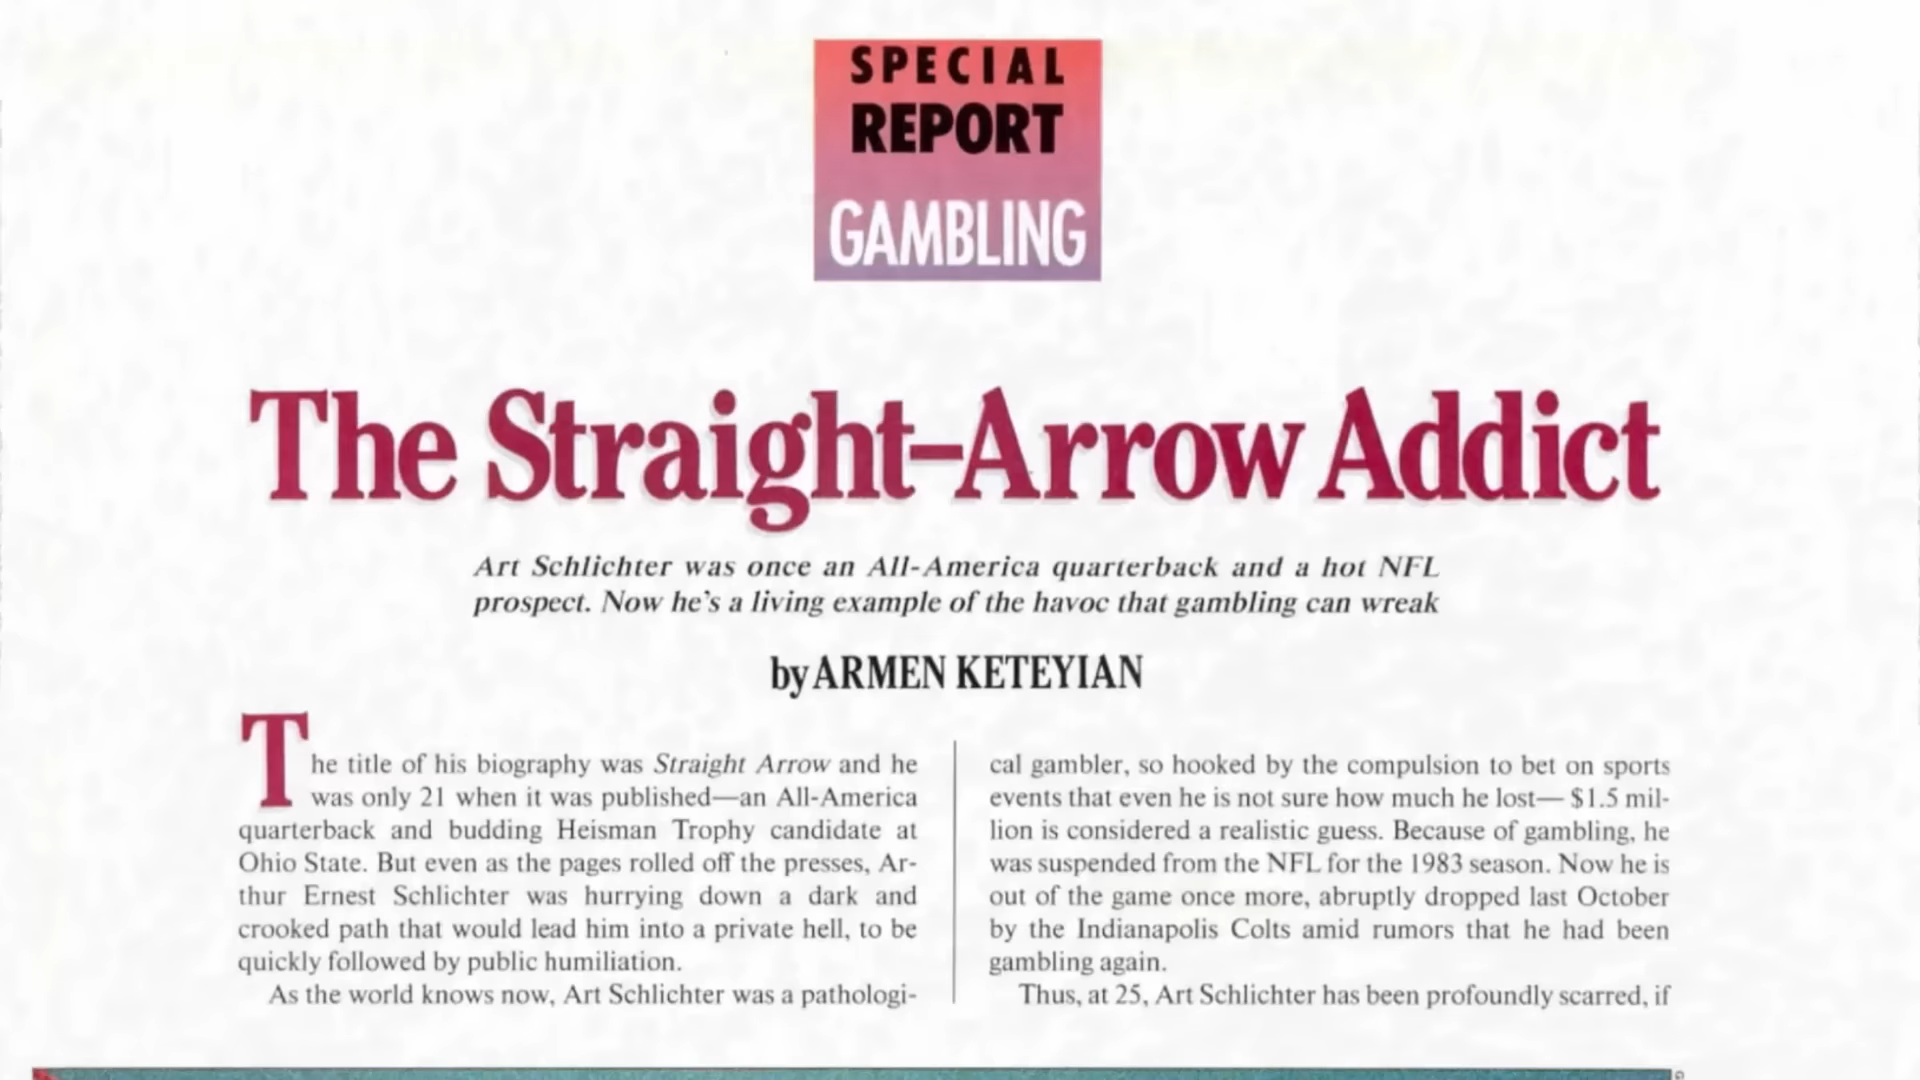 SPECIAL
REPORT
GAMBLING
The Straight-Arrow Addict
Art Schlichter was once an All-America quarterback and a hot NFL
prospect. Now he's a living example of the havoc that gambling can wreak
by ARMEN KETEYIAN
The title of his biography was Straight Arrow and he
was only 21 when it was published—an All-America
quarterback and budding Heisman Trophy candidate at
Ohio State. But even as the pages rolled off the presses, Ar-
thur Ernest Schlichter was hurrying down a dark and
crooked path that would lead him into a private hell, to be
quickly followed by public humiliation.
As the world knows now, Art Schlichter was a pathologi-
cal gambler, so hooked by the compulsion to bet on sports
events that even he is not sure how much he lost— $1.5 mil-
lion is considered a realistic guess. Because of gambling, he
was suspended from the NFL for the 1983 season. Now he is
out of the game once more, abruptly dropped last October
by the Indianapolis Colts amid rumors that he had been
gambling again.
Thus, at 25, Art Schlichter has been profoundly scarred, if